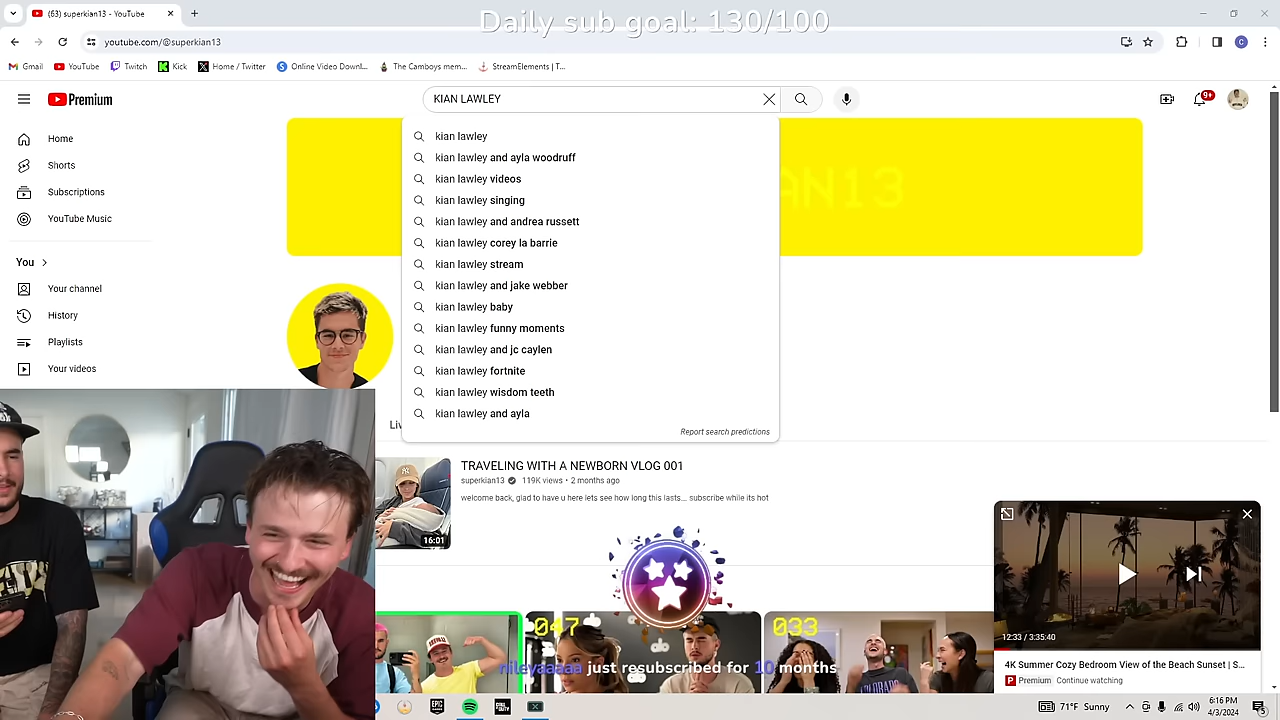 (63) superkian13 - YouTube
Daily sub goal: 130/100
youtube.com/@superkian13
Gmail
YouTube
Twitch
Kick
Home / Twitter
Online Video Downl...
The Camboys mem...
StreamElements | T...
Premium
KIAN LAWLEY
9+
C
Home
Shorts
Subscriptions
YouTube Music
You
Your channel
History
Playlists
Your videos
AN13
kian lawley
kian lawley and ayla woodruff
kian lawley videos
kian lawley singing
kian lawley and andrea russett
kian lawley corey la barrie
kian lawley stream
kian lawley and jake webber
kian lawley baby
kian lawley funny moments
kian lawley and jc caylen
kian lawley fortnite
kian lawley wisdom teeth
kian lawley and ayla
Report search predictions
TRAVELING WITH A NEWBORN VLOG 001
superkian13 119K views • 2 months ago
welcome back, glad to have u here lets see how long this lasts... subscribe while its hot
16:01
047
033
rileyaaaaa just resubscribed for 10 months
12:33 / 3:35:40
4K Summer Cozy Bedroom View of the Beach Sunset | S...
P Premium Continue watching
EPIC GAMES
71°F Sunny
6:16 PM
4/3/2024
5